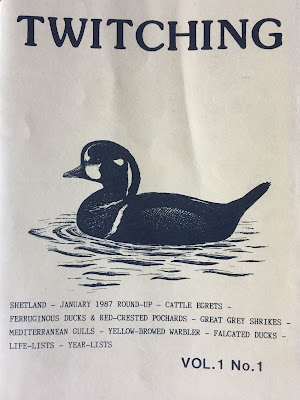 TWITCHING
SHETLAND - JANUARY 1987 ROUND-UP - CATTLE EGRETS -
FERRUGINOUS DUCKS & RED-CRESTED POCHARDS - GREAT GREY SHRIKES -
MEDITERRANEAN GULLS - YELLOW-BROWED WARBLER - FALCATED DUCKS -
LIFE-LISTS - YEAR-LISTS
VOL.1 No.1